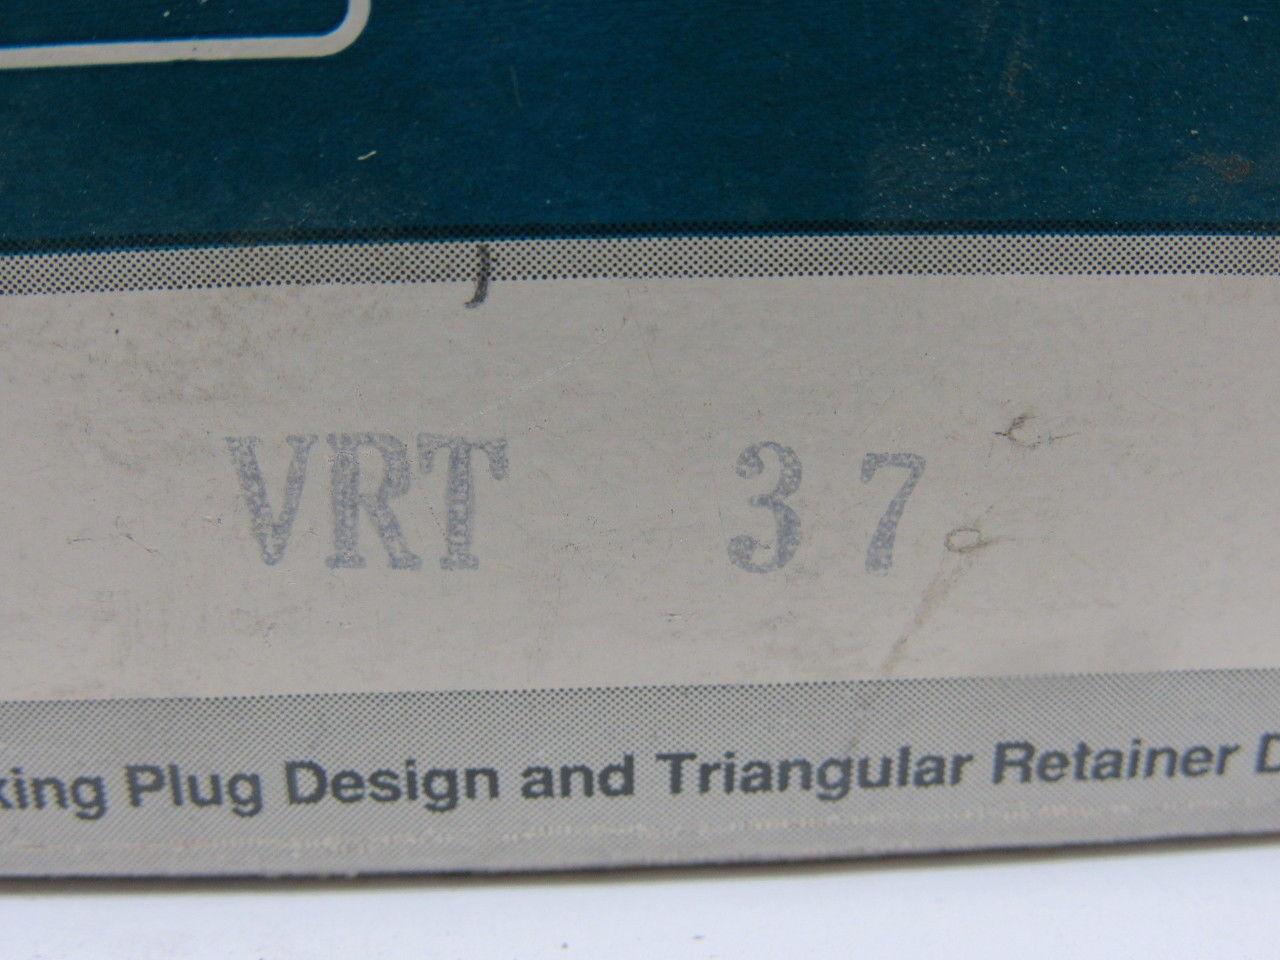 VRT 37
king Plug Design and Triangular Retainer D